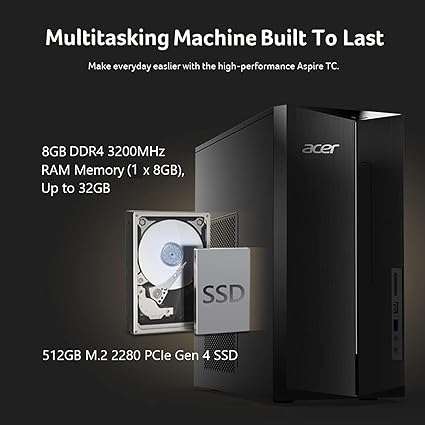 Multitasking Machine Built To Last
Make everyday easier with the high-performance Aspire TC.
8GB DDR4 3200MHz
RAM Memory (1 x 8GB),
Up to 32GB
acer
SSD
512GB M.2 2280 PCIe Gen 4 SSD